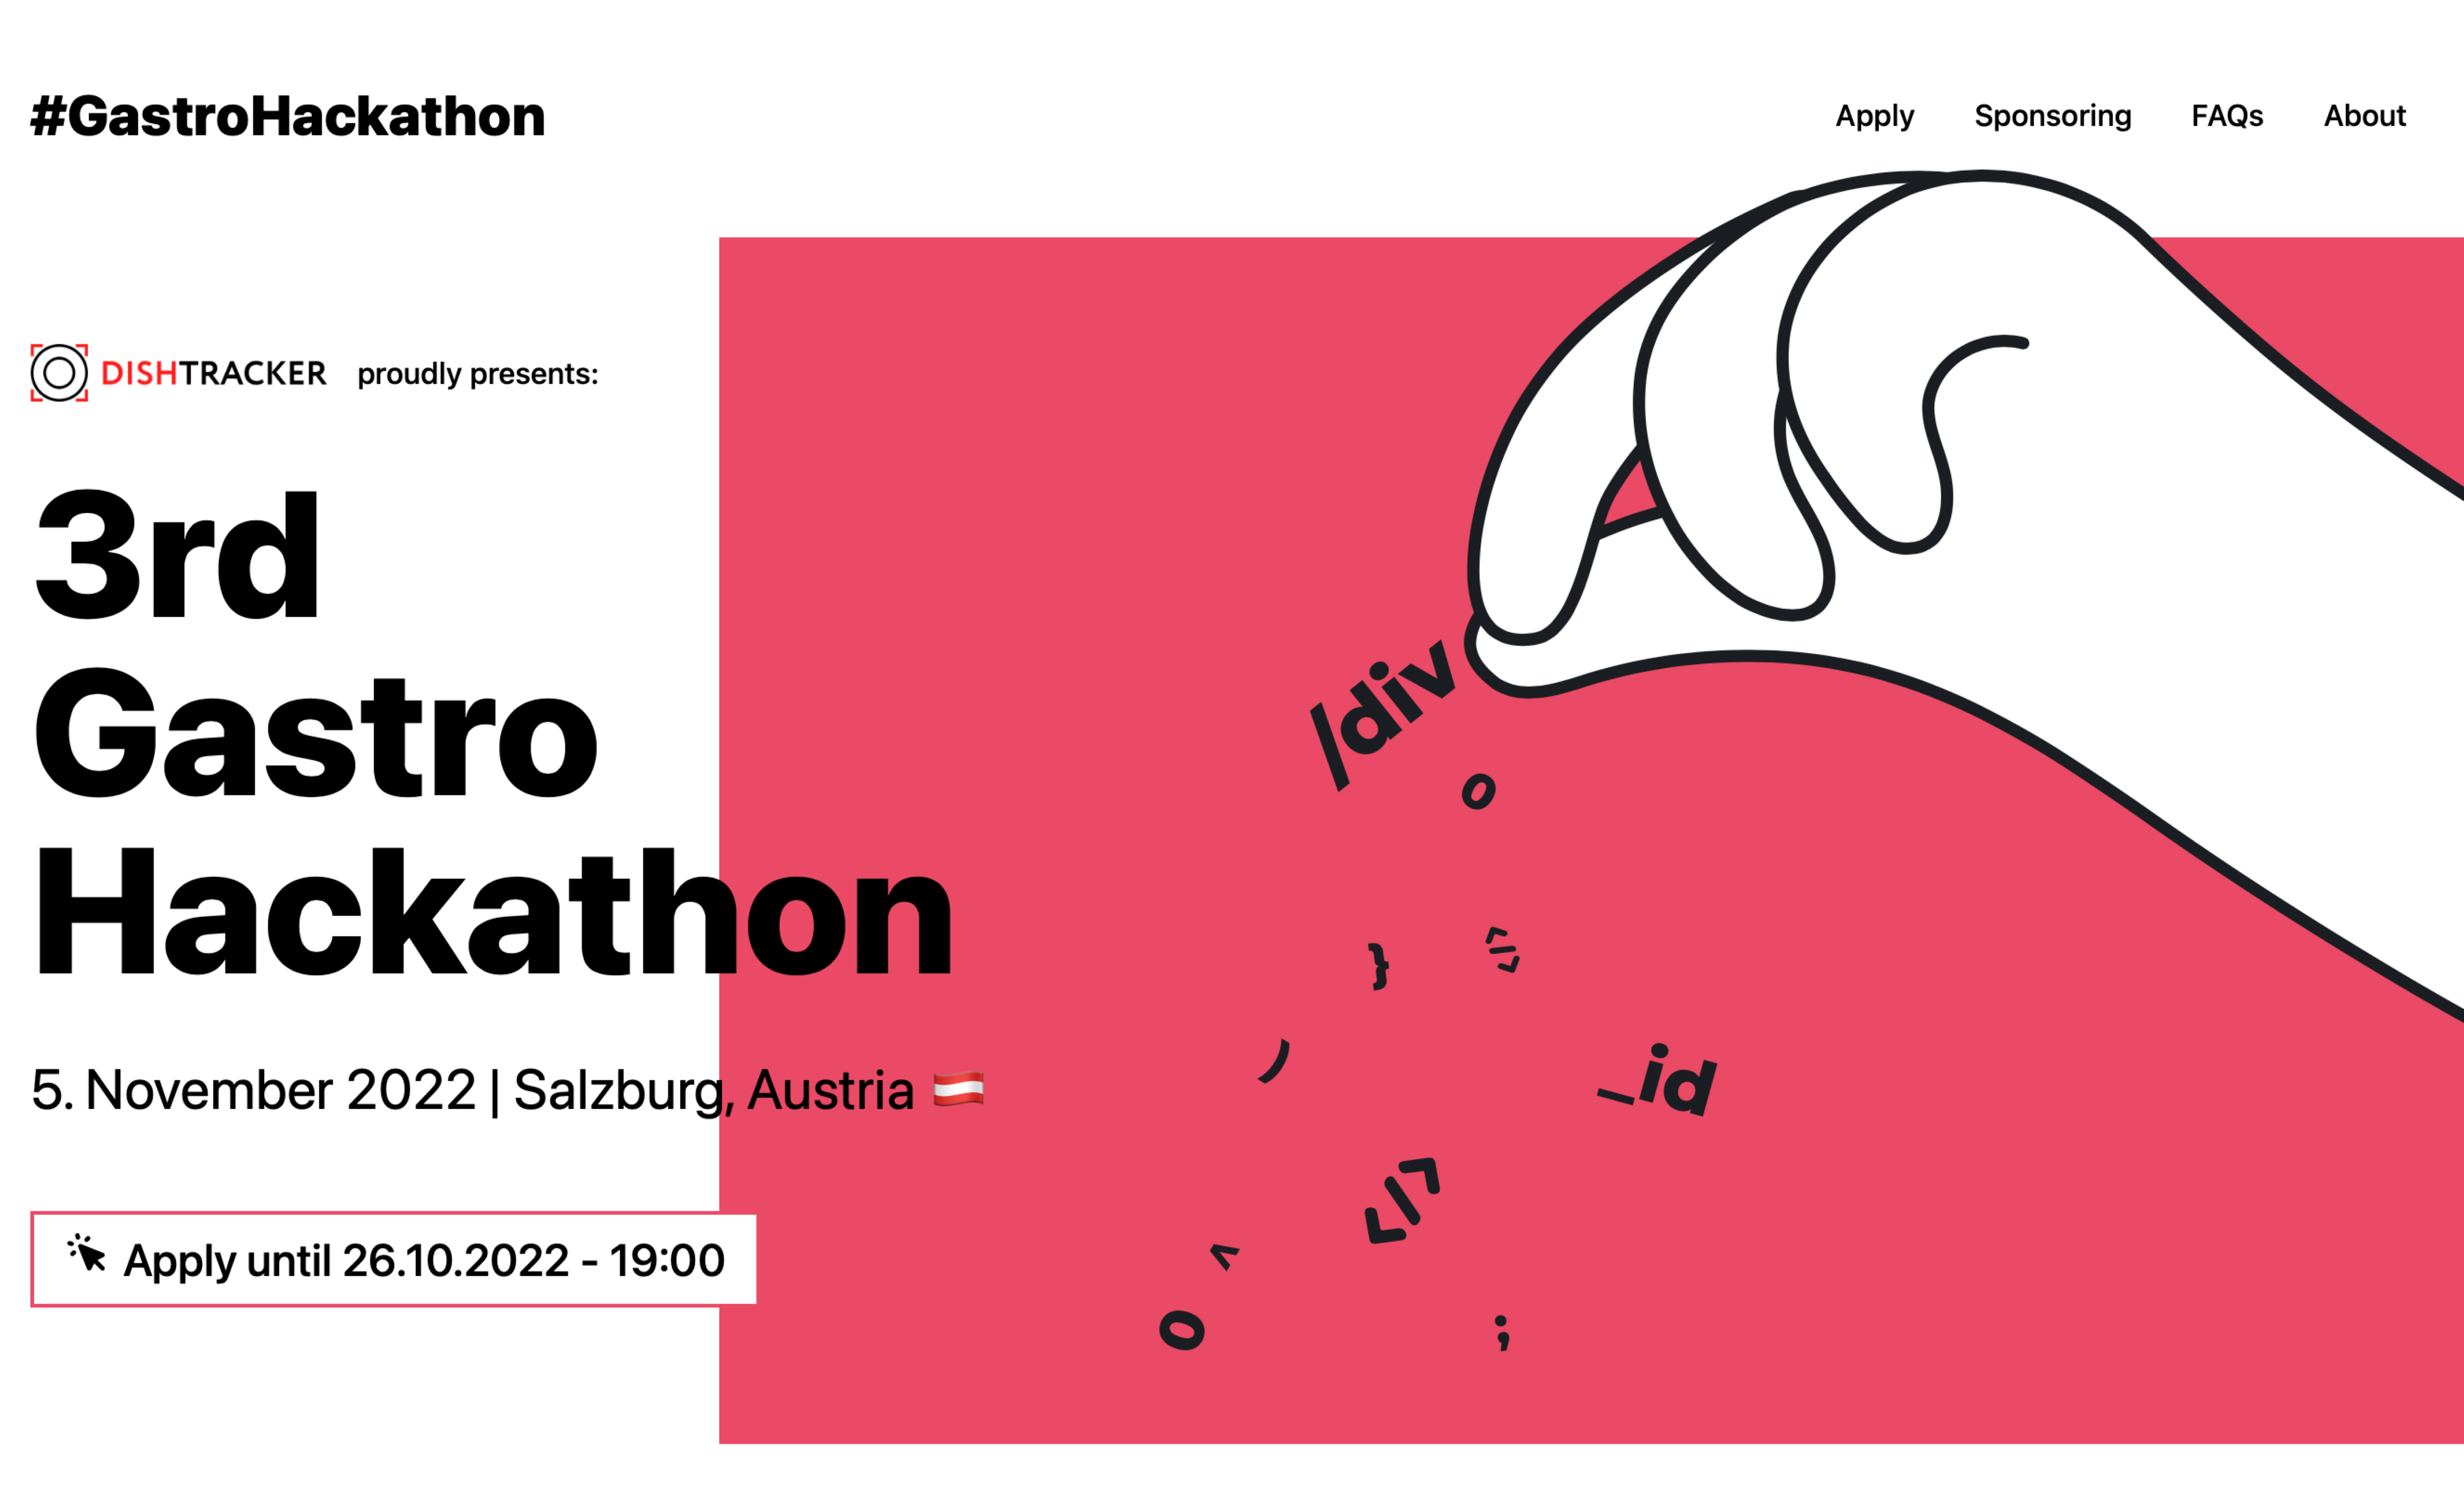 #GastroHackathon
Apply Sponsoring FAQs About
DISHTRACKER proudly presents:
3rd
Gastro
Hackathon
5. November 2022 | Salzburg, Austria 🇦🇹
Apply until 26.10.2022 - 19:00
/div
o
}
</>
)
_id
</>
<
0
;